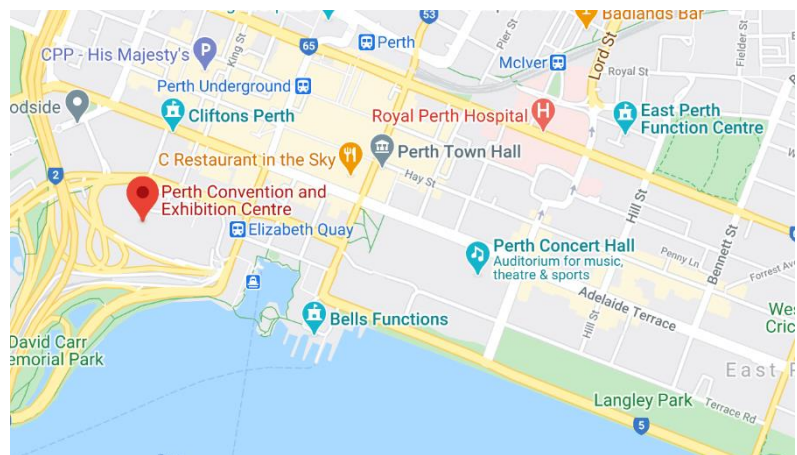 Badlands Bar
53
Pier St
Lord St
Fielder St
65
Perth
CPP - His Majesty's
P
King St
McIver
Royal St
Perth Underground
odside
Cliftons Perth
Royal Perth Hospital
H
East Perth
Function Centre
C Restaurant in the Sky
Perth Town Hall
2
Hay St
Perth Convention and
Exhibition Centre
Hill St
Elizabeth Quay
Perth Concert Hall
Auditorium for music,
theatre & sports
Penny Ln
Bennett St
Forrest Ave
Adelaide Terrace
Bells Functions
Hill St
Wes
Cric
David Carr
emorial Park
East P
Langley Park
Terrace Rd
5